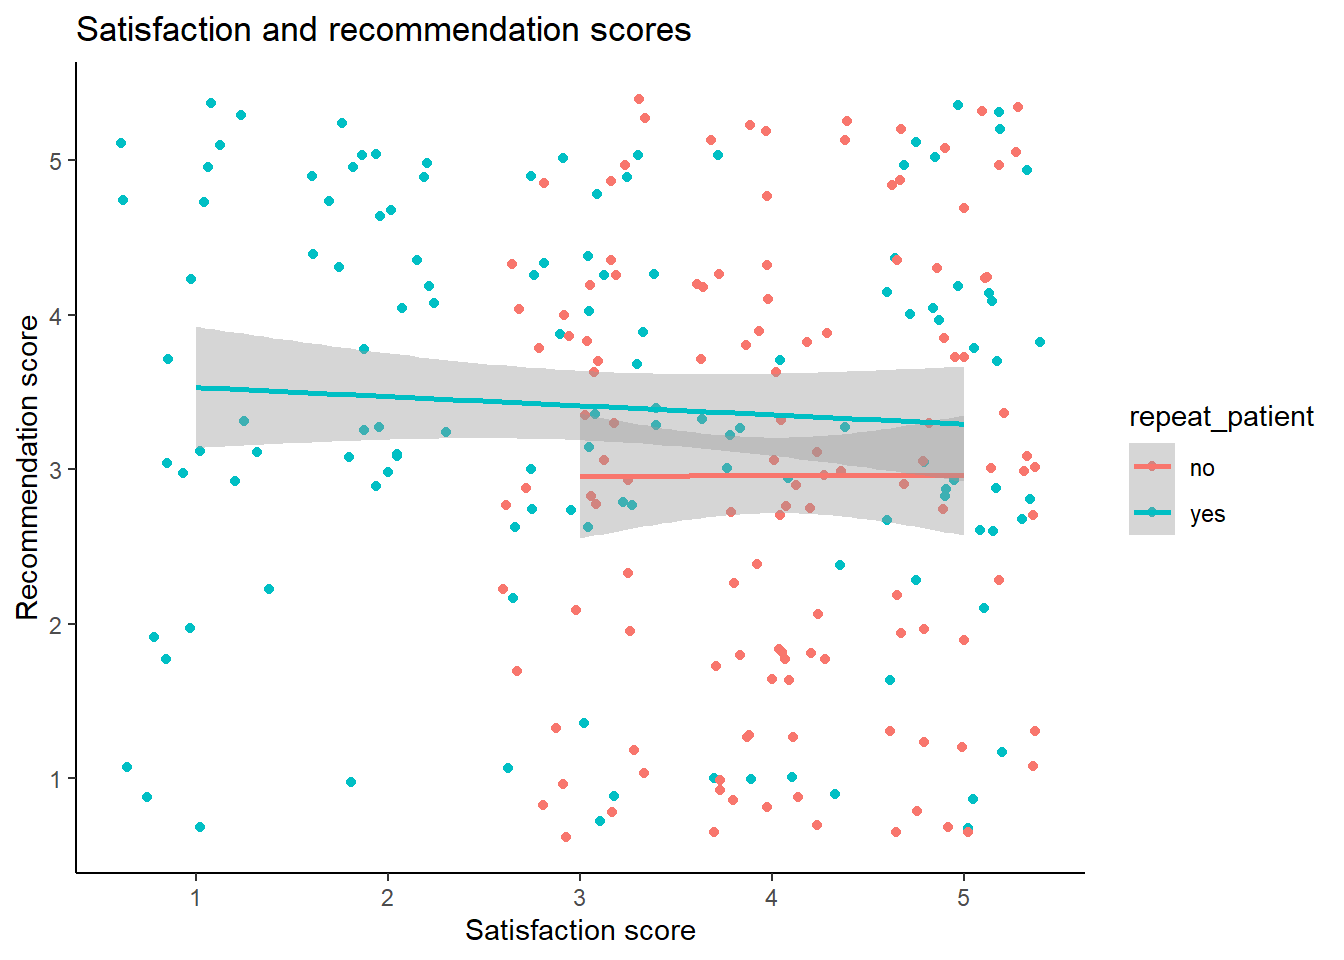 Satisfaction and recommendation scores
Recommendation score
5
4
3
2
1
1 2 3 4 5
Satisfaction score
repeat_patient
no
yes